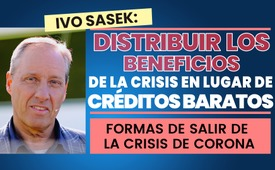 IVO SASEK:
DISTRIBUIR LOS
BENEFICIOS
DE LA CRISIS EN LUGAR DE
CRÉDITOS BARATOS
FORMAS DE SALIR DE
LA CRISIS DE CORONA